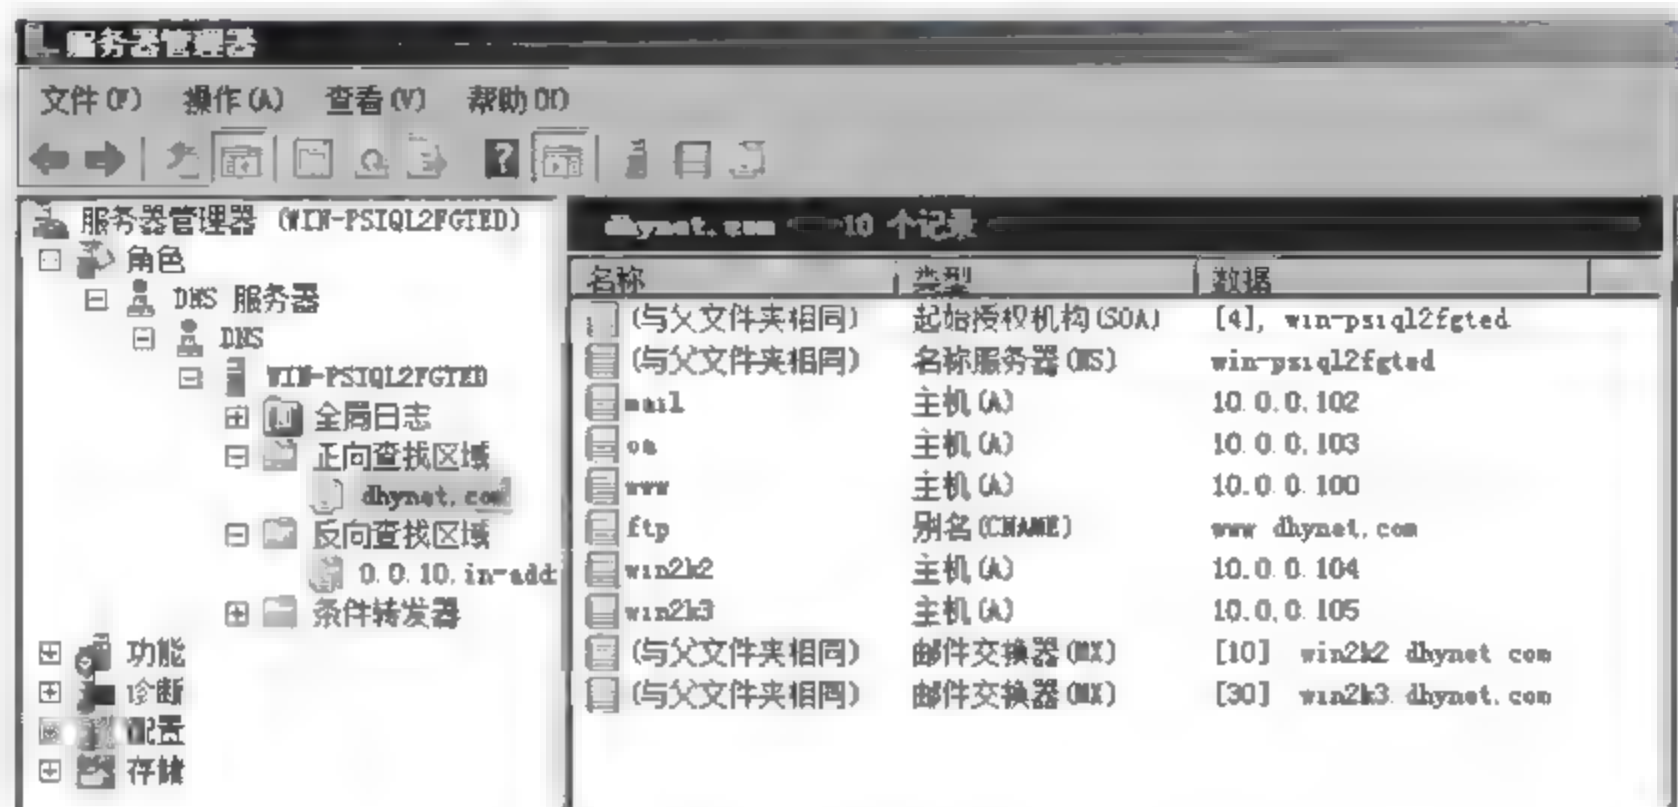 服务器管理器
文件(F) 操作(A) 查看(V) 帮助(H)
服务器管理器 (WIN-PSIQL2FGTED)
角色
DNS 服务器
DNS
WIN-PSIQL2FGTED
全局日志
正向查找区域
dhynet.com
反向查找区域
0.0.10.in-add
条件转发器
功能
诊断
配置
存储
dhynet.com 10 个记录
名称 类型 数据
(与父文件夹相同) 起始授权机构(SOA) [4], win-psiql2fgted
(与父文件夹相同) 名称服务器(NS) win-psiql2fgted
mail 主机(A) 10.0.0.102
oa 主机(A) 10.0.0.103
www 主机(A) 10.0.0.100
ftp 别名(CNAME) www.dhynet.com
win2k2 主机(A) 10.0.0.104
win2k3 主机(A) 10.0.0.105
(与父文件夹相同) 邮件交换器(MX) [10] win2k2.dhynet.com
(与父文件夹相同) 邮件交换器(MX) [30] win2k3.dhynet.com